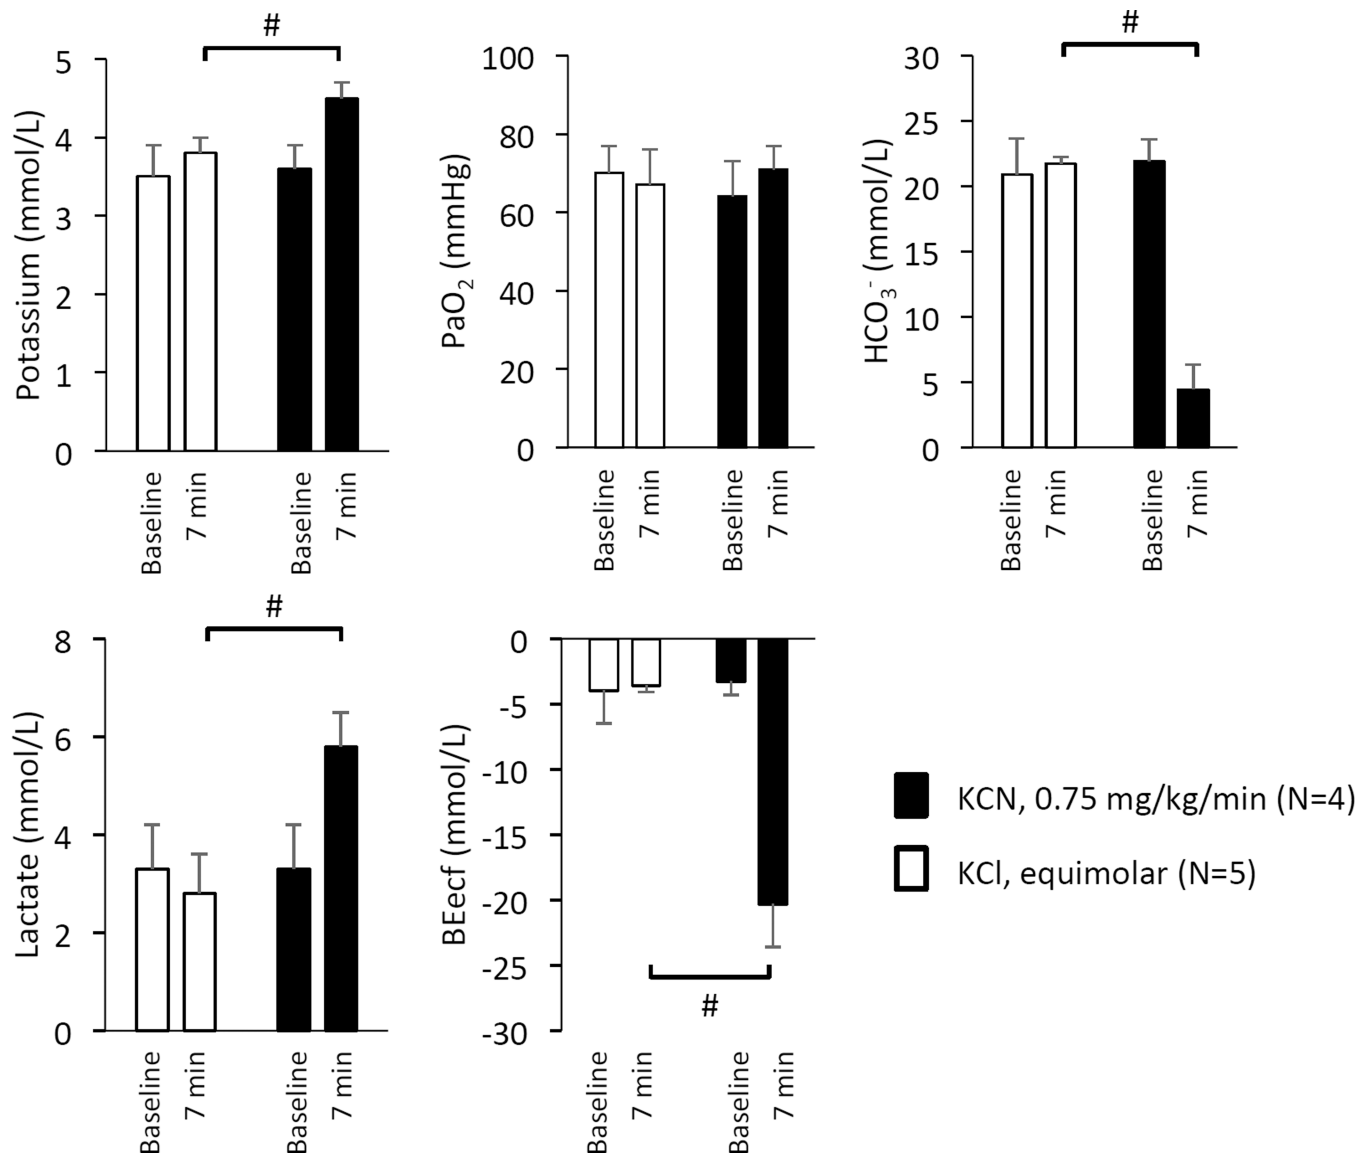 #
Potassium (mmol/L)
5
4
3
2
1
0
Baseline
7 min
Baseline
7 min
PaO2 (mmHg)
100
80
60
40
20
0
Baseline
7 min
Baseline
7 min
#
HCO3- (mmol/L)
30
25
20
15
10
5
0
Baseline
7 min
Baseline
7 min
#
Lactate (mmol/L)
8
6
4
2
0
Baseline
7 min
Baseline
7 min
BEecf (mmol/L)
0
-5
-10
-15
-20
-25
-30
#
Baseline
7 min
Baseline
7 min
KCN, 0.75 mg/kg/min (N=4)
KCl, equimolar (N=5)